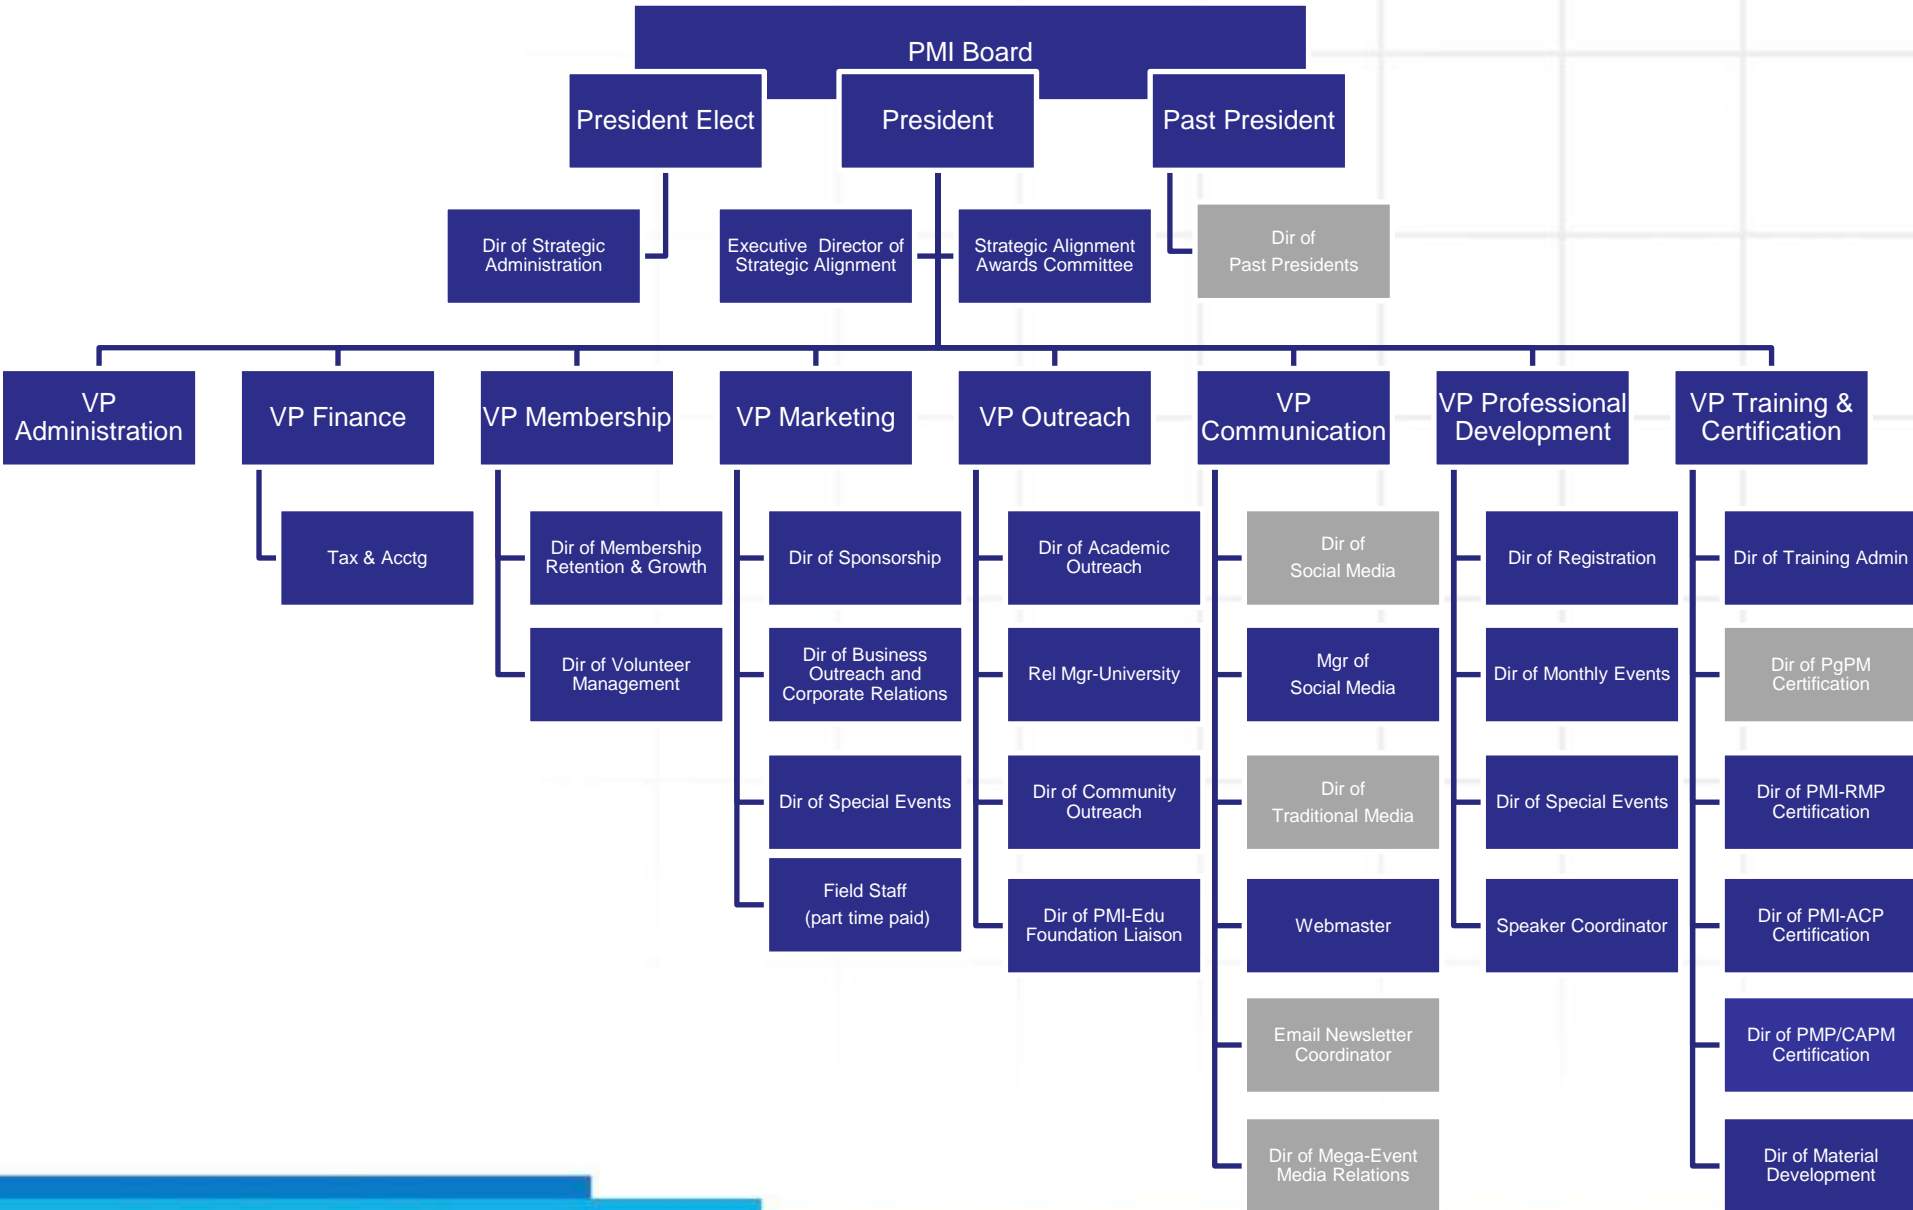 PMI Board
President Elect
President
Past President
Dir of Strategic
Administration
Executive Director of
Strategic Alignment
Strategic Alignment
Awards Committee
Dir of
Past Presidents
VP
Administration
VP Finance
VP Membership
VP Marketing
VP Outreach
VP
Communication
VP Professional
Development
VP Training &
Certification
Tax & Acctg
Dir of Membership
Retention & Growth
Dir of Sponsorship
Dir of Academic
Outreach
Dir of
Social Media
Dir of Registration
Dir of Training Admin
Dir of Volunteer
Management
Dir of Business
Outreach and
Corporate Relations
Rel Mgr-University
Mgr of
Social Media
Dir of Monthly Events
Dir of PgPM
Certification
Dir of Special Events
Dir of Community
Outreach
Dir of
Traditional Media
Dir of Special Events
Dir of PMI-RMP
Certification
Field Staff
(part time paid)
Dir of PMI-Edu
Foundation Liaison
Webmaster
Speaker Coordinator
Dir of PMI-ACP
Certification
Email Newsletter
Coordinator
Dir of PMP/CAPM
Certification
Dir of Mega-Event
Media Relations
Dir of Material
Development